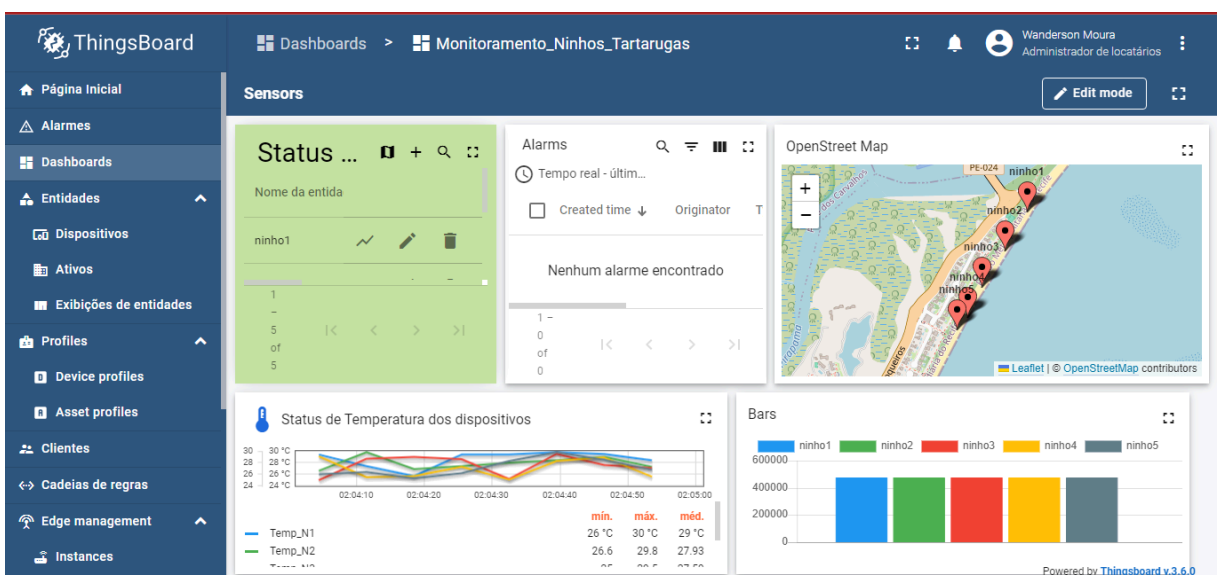 ThingsBoard
Dashboards > Monitoramento_Ninhos_Tartarugas
Wanderson Moura
Administrador de locatários
Página Inicial
Alarmes
Dashboards
Entidades
Dispositivos
Ativos
Exibições de entidades
Profiles
Device profiles
Asset profiles
Clientes
Cadeias de regras
Edge management
Instances
Sensors
Edit mode
Status ...
Nome da entida
ninho1
1
–
5
of
5
Alarms
Tempo real - últim...
Created time Originator T
Nenhum alarme encontrado
1 –
0
of
0
OpenStreet Map
+
−
PE-024
ninho1
ninho2
ninho3
ninho4
ninho5
Leaflet | © OpenStreetMap contributors
Status de Temperatura dos dispositivos
30 30 °C
28 28 °C
26 26 °C
24 24 °C
02:04:10 02:04:20 02:04:30 02:04:40 02:04:50 02:05:00
mín. máx. méd.
Temp_N1 26 °C 30 °C 29 °C
Temp_N2 26.6 29.8 27.93
Bars
ninho1 ninho2 ninho3 ninho4 ninho5
600000
400000
200000
0
Powered by Thingsboard v.3.6.0